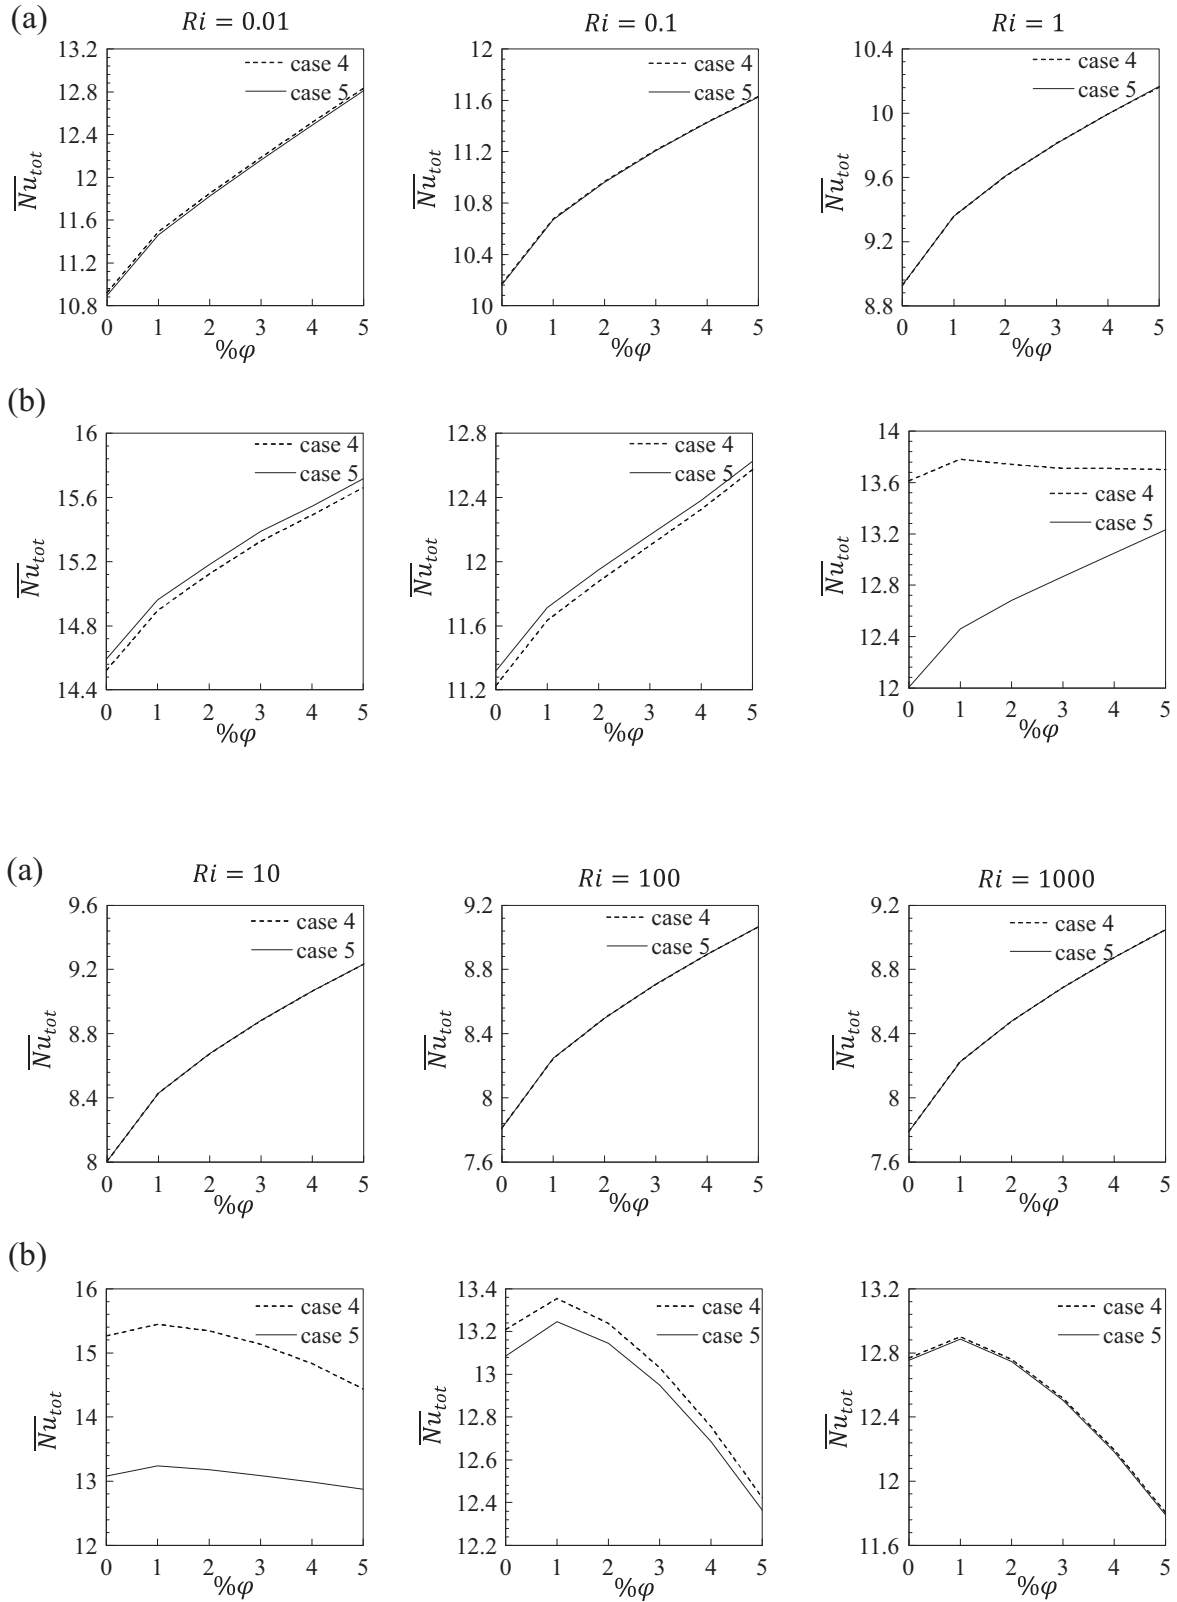 (a)
Ri = 0.01
Ri = 0.1
Ri = 1
13.2
12.8
12.4
12
11.6
11.2
10.8
case 4
case 5
N̅u̅tot
0 1 2 3 4 5
%φ
12
11.6
11.2
10.8
10.4
10
case 4
case 5
N̅u̅tot
0 1 2 3 4 5
%φ
10.4
10
9.6
9.2
8.8
case 4
case 5
N̅u̅tot
0 1 2 3 4 5
%φ
(b)
16
15.6
15.2
14.8
14.4
case 4
case 5
N̅u̅tot
0 1 2 3 4 5
%φ
12.8
12.4
12
11.6
11.2
case 4
case 5
N̅u̅tot
0 1 2 3 4 5
%φ
14
13.6
13.2
12.8
12.4
12
case 4
case 5
N̅u̅tot
0 1 2 3 4 5
%φ
(a)
Ri = 10
Ri = 100
Ri = 1000
9.6
9.2
8.8
8.4
8
case 4
case 5
N̅u̅tot
0 1 2 3 4 5
%φ
9.2
8.8
8.4
8
7.6
case 4
case 5
N̅u̅tot
0 1 2 3 4 5
%φ
9.2
8.8
8.4
8
7.6
case 4
case 5
N̅u̅tot
0 1 2 3 4 5
%φ
(b)
16
15
14
13
12
case 4
case 5
N̅u̅tot
0 1 2 3 4 5
%φ
13.4
13.2
13
12.8
12.6
12.4
12.2
case 4
case 5
N̅u̅tot
0 1 2 3 4 5
%φ
13.2
12.8
12.4
12
11.6
case 4
case 5
N̅u̅tot
0 1 2 3 4 5
%φ